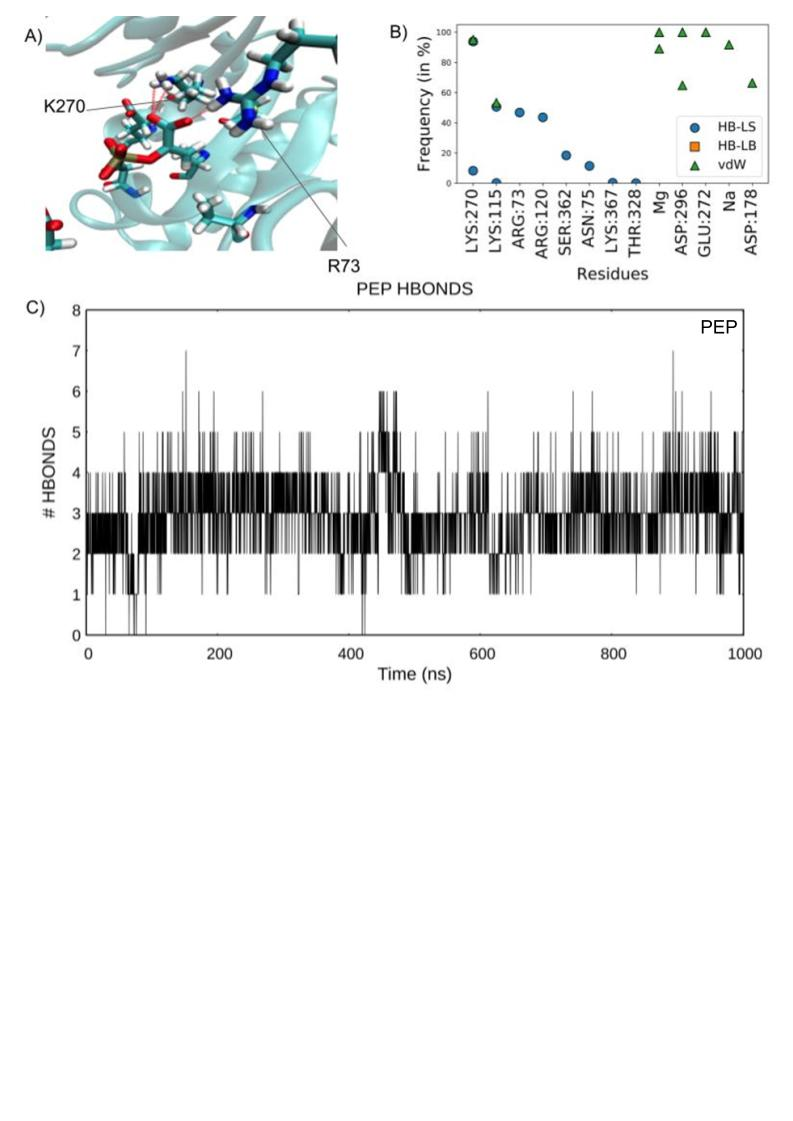 A)
K270
R73
B)
Frequency (in %)
100
80
60
40
20
0
HB-LS
HB-LB
vdW
LYS:270
LYS:115
ARG:73
ARG:120
SER:362
ASN:75
LYS:367
THR:328
Mg
ASP:296
GLU:272
Na
ASP:178
Residues
PEP HBONDS
C)
PEP
# HBONDS
8
7
6
5
4
3
2
1
0
0 200 400 600 800 1000
Time (ns)